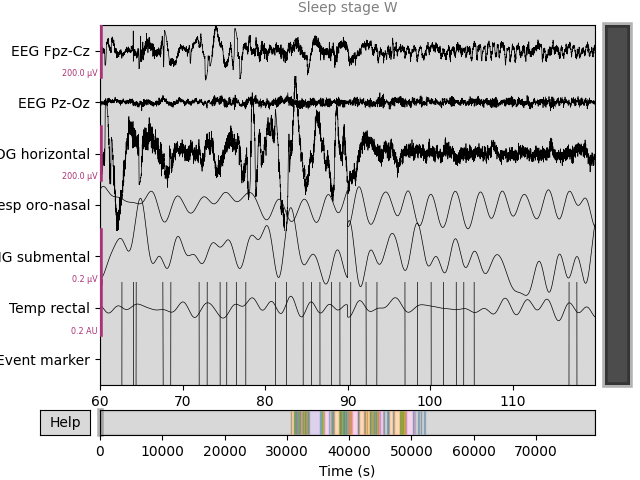 Sleep stage W
EEG Fpz-Cz
200.0 µV
EEG Pz-Oz
OG horizontal
200.0 µV
esp oro-nasal
MG submental
0.2 µV
Temp rectal
0.2 AU
Event marker
60 70 80 90 100 110
Help
0 10000 20000 30000 40000 50000 60000 70000
Time (s)